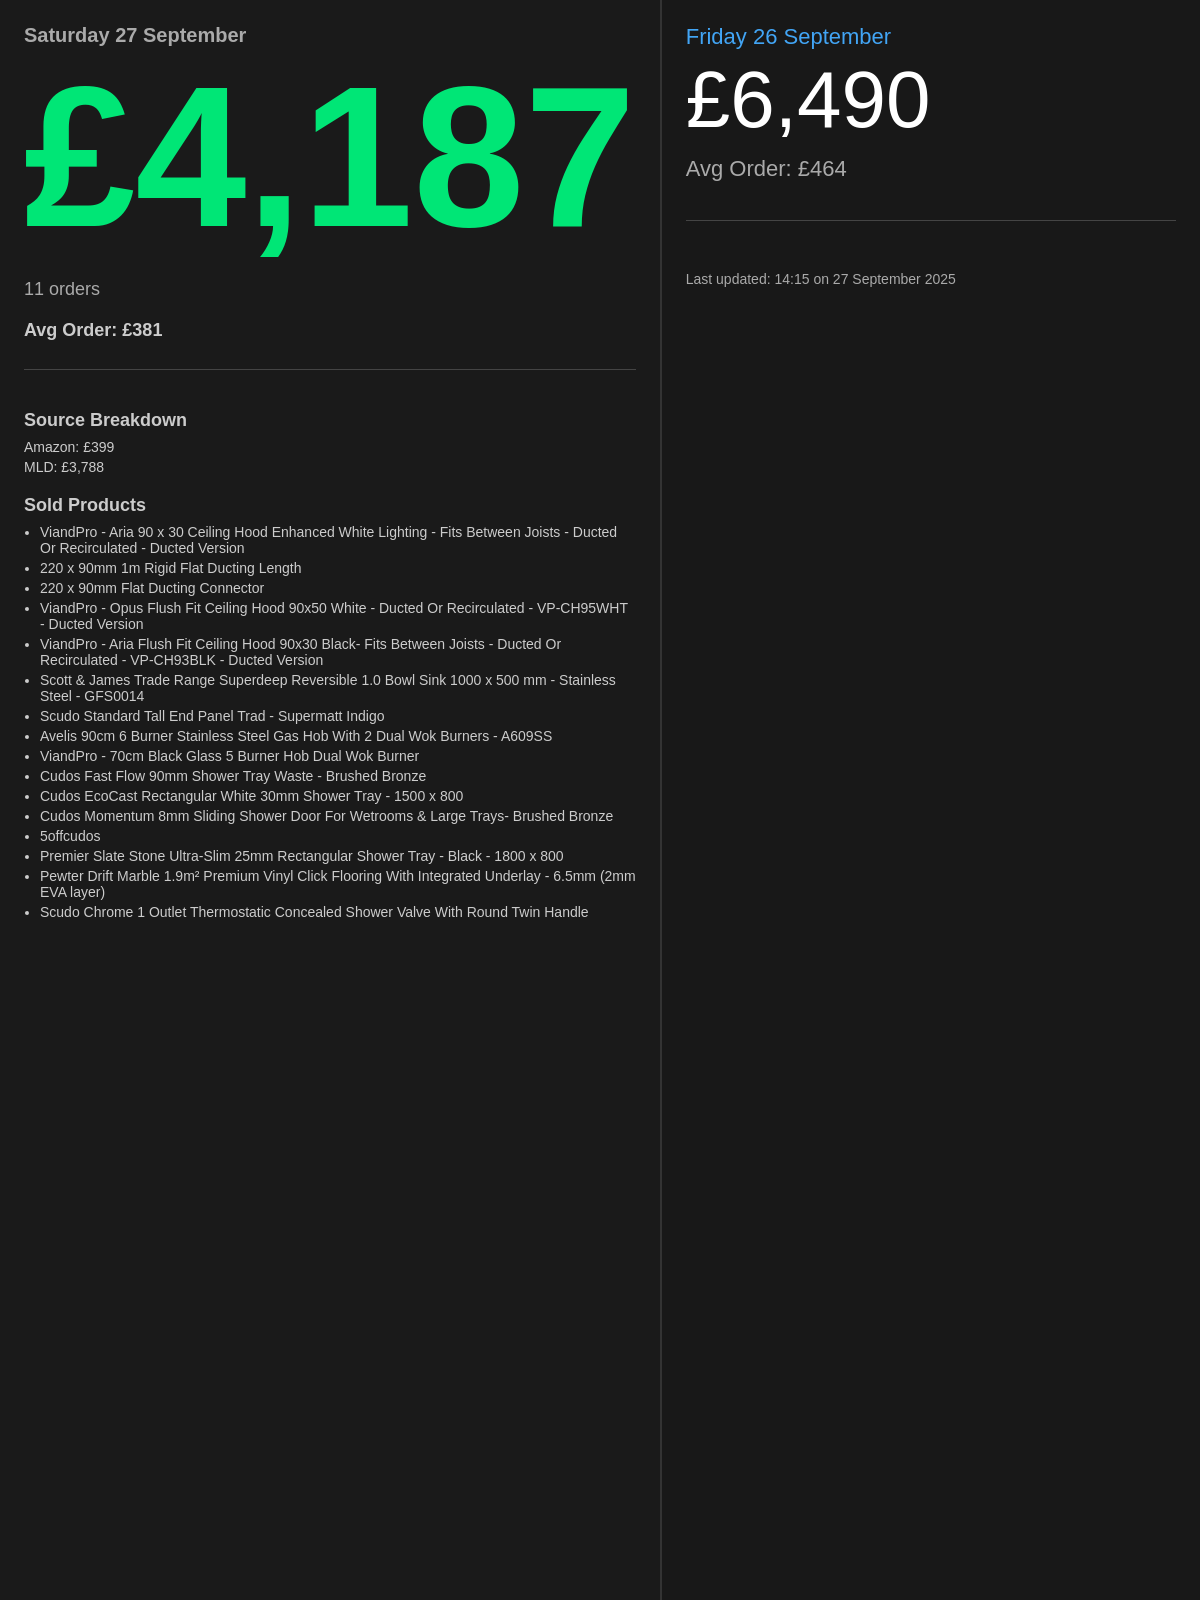 Saturday 27 September
£4,187
11 orders
Avg Order: £381
Source Breakdown
Amazon: £399
MLD: £3,788
Sold Products
• ViandPro - Aria 90 x 30 Ceiling Hood Enhanced White Lighting - Fits Between Joists - Ducted
Or Recirculated - Ducted Version
• 220 x 90mm 1m Rigid Flat Ducting Length
• 220 x 90mm Flat Ducting Connector
• ViandPro - Opus Flush Fit Ceiling Hood 90x50 White - Ducted Or Recirculated - VP-CH95WHT
- Ducted Version
• ViandPro - Aria Flush Fit Ceiling Hood 90x30 Black- Fits Between Joists - Ducted Or
Recirculated - VP-CH93BLK - Ducted Version
• Scott & James Trade Range Superdeep Reversible 1.0 Bowl Sink 1000 x 500 mm - Stainless
Steel - GFS0014
• Scudo Standard Tall End Panel Trad - Supermatt Indigo
• Avelis 90cm 6 Burner Stainless Steel Gas Hob With 2 Dual Wok Burners - A609SS
• ViandPro - 70cm Black Glass 5 Burner Hob Dual Wok Burner
• Cudos Fast Flow 90mm Shower Tray Waste - Brushed Bronze
• Cudos EcoCast Rectangular White 30mm Shower Tray - 1500 x 800
• Cudos Momentum 8mm Sliding Shower Door For Wetrooms & Large Trays- Brushed Bronze
• 5offcudos
• Premier Slate Stone Ultra-Slim 25mm Rectangular Shower Tray - Black - 1800 x 800
• Pewter Drift Marble 1.9m² Premium Vinyl Click Flooring With Integrated Underlay - 6.5mm (2mm
EVA layer)
• Scudo Chrome 1 Outlet Thermostatic Concealed Shower Valve With Round Twin Handle
Friday 26 September
£6,490
Avg Order: £464
Last updated: 14:15 on 27 September 2025